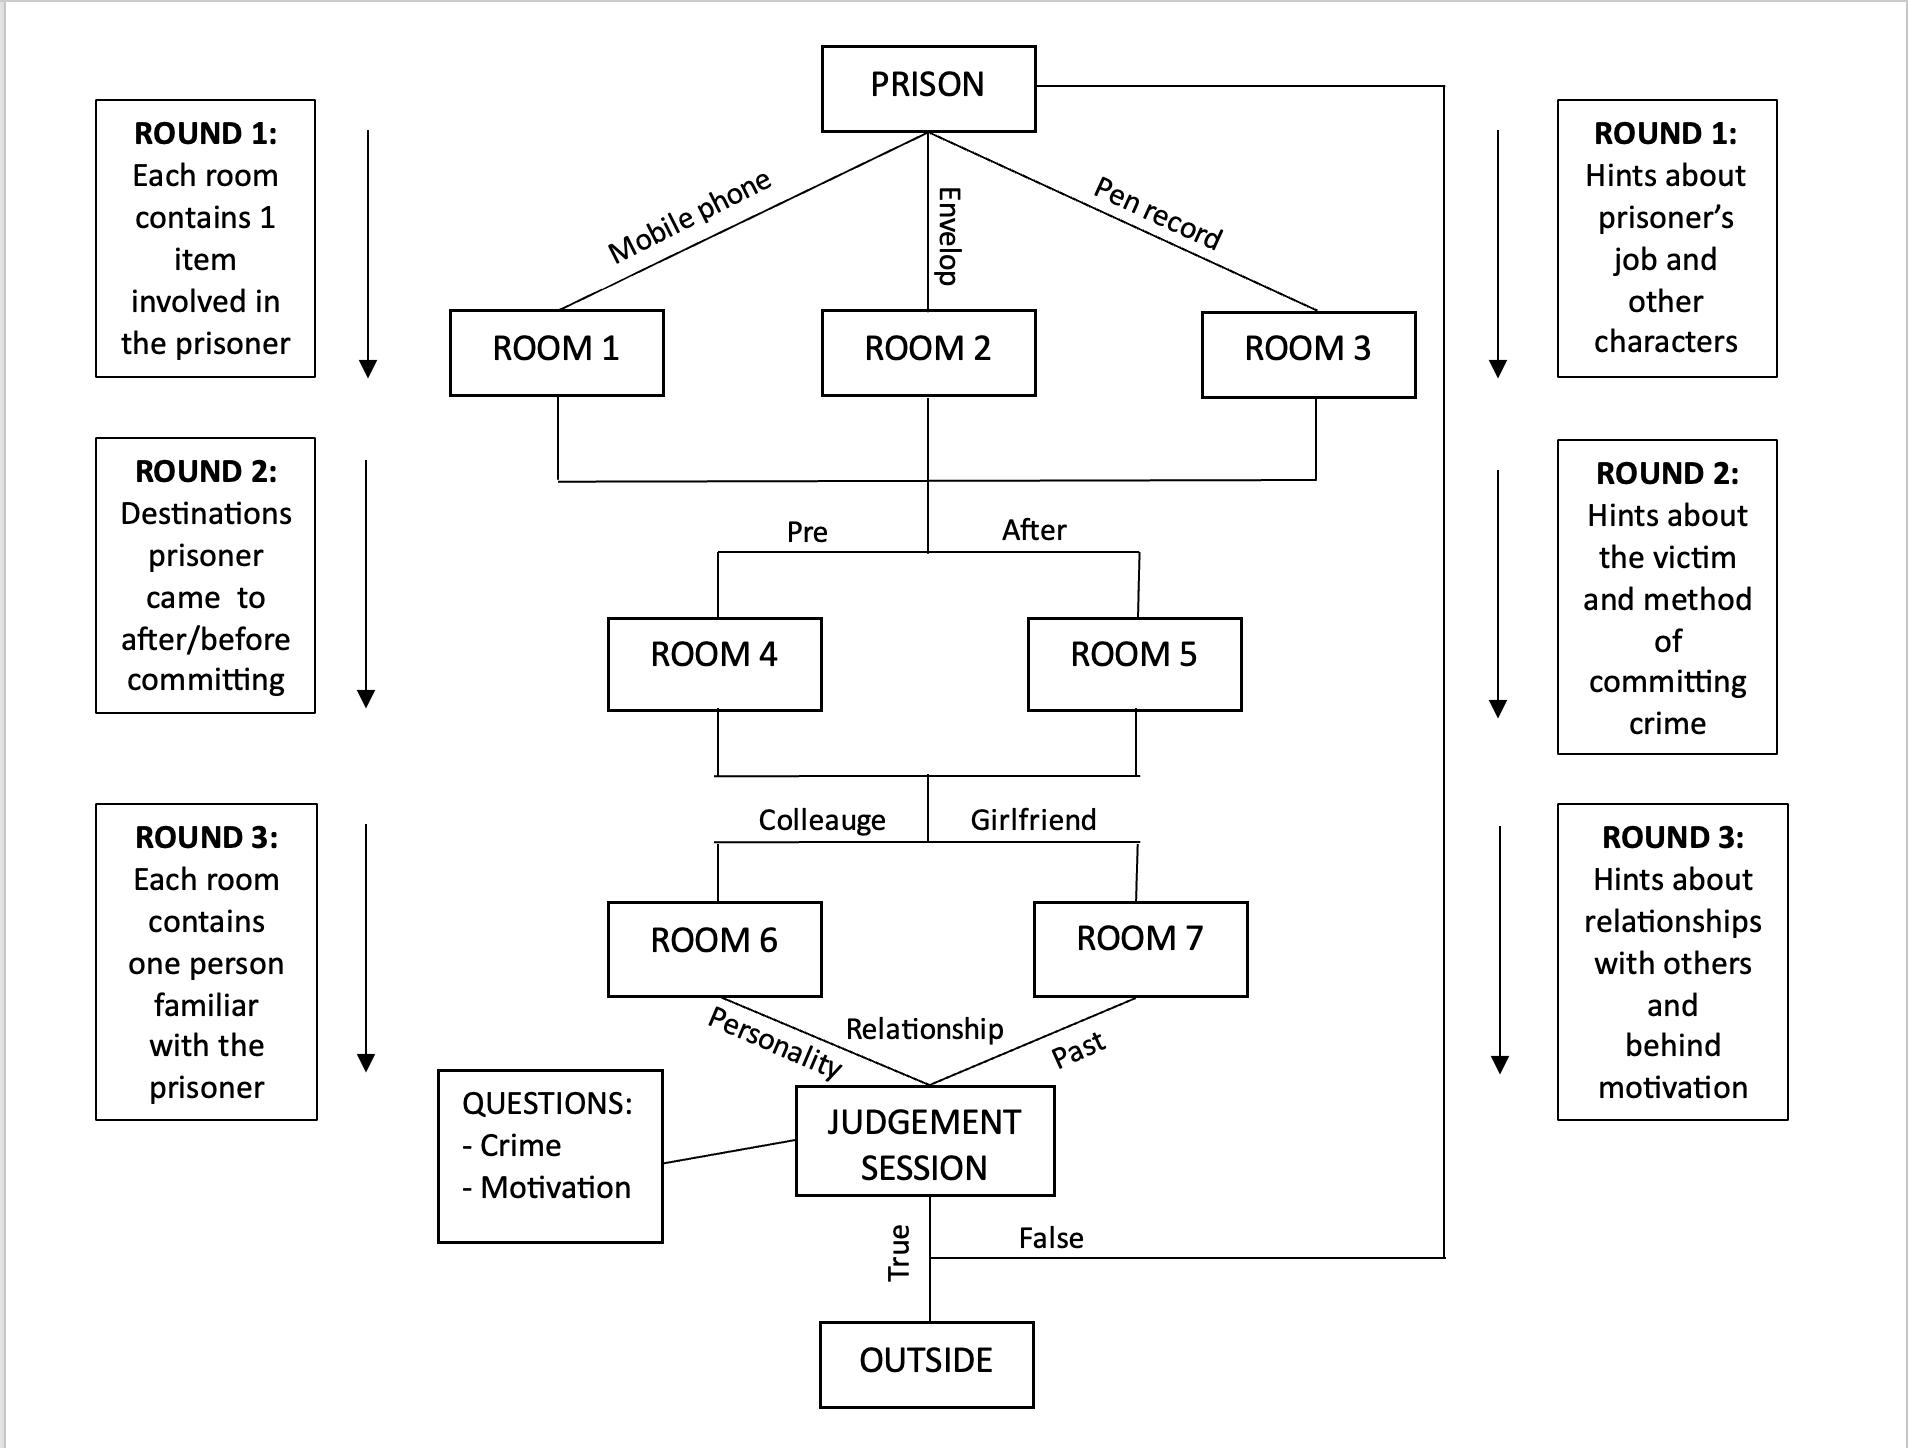 PRISON
ROUND 1:
Each room
contains 1
item
involved in
the prisoner
Mobile phone
Envelop
Pen record
ROUND 1:
Hints about
prisoner’s
job and
other
characters
ROOM 1
ROOM 2
ROOM 3
ROUND 2:
Destinations
prisoner
came to
after/before
committing
Pre
After
ROUND 2:
Hints about
the victim
and method
of
committing
crime
ROOM 4
ROOM 5
ROUND 3:
Each room
contains
one person
familiar
with the
prisoner
Colleauge
Girlfriend
ROUND 3:
Hints about
relationships
with others
and
behind
motivation
ROOM 6
ROOM 7
Personality
Relationship
Past
QUESTIONS:
- Crime
- Motivation
JUDGEMENT
SESSION
True
False
OUTSIDE